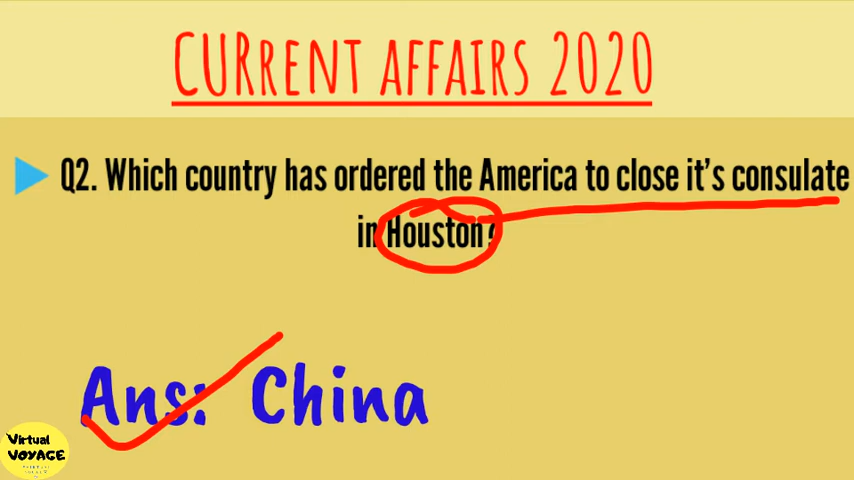 CURRENT AFFAIRS 2020
Q2. Which country has ordered the America to close it's consulate
in Houston?
Ans: China
Virtual
VOYAGE